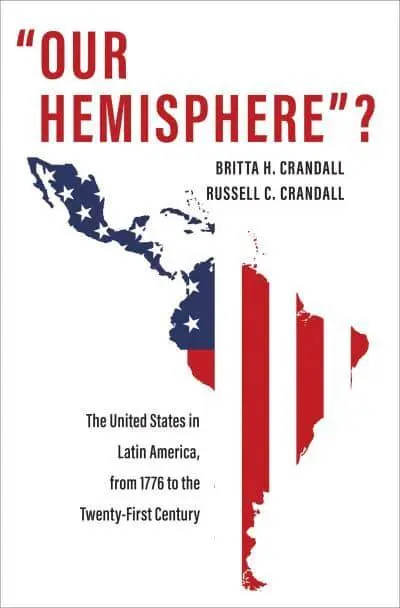 "OUR
HEMISPHERE"?
BRITTA H. CRANDALL
RUSSELL C. CRANDALL
The United States in
Latin America,
from 1776 to the
Twenty-First Century